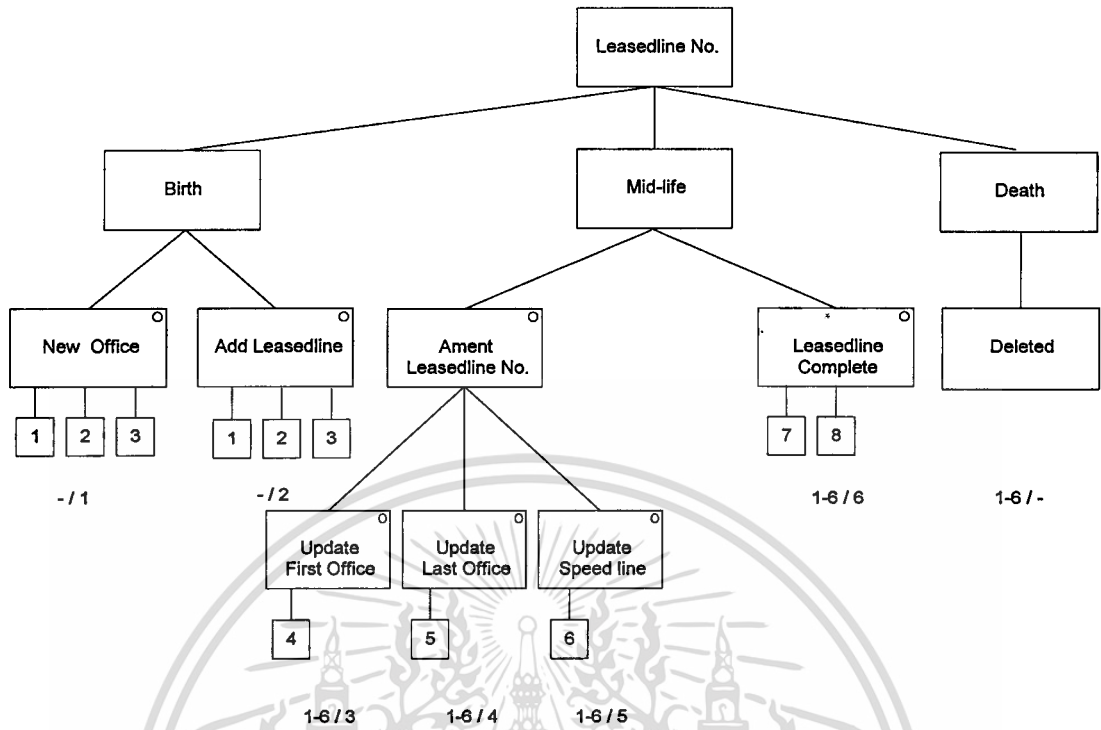 Leasedline No.
Birth
Mid-life
Death
New Office
Add Leasedline
Ament
Leasedline No.
Leasedline
Complete
Deleted
1 2 3
1 2 3
7 8
- / 1
- / 2
1-6 / 6
1-6 / -
Update
First Office
Update
Last Office
Update
Speed line
4
5
6
1-6 / 3
1-6 / 4
1-6 / 5